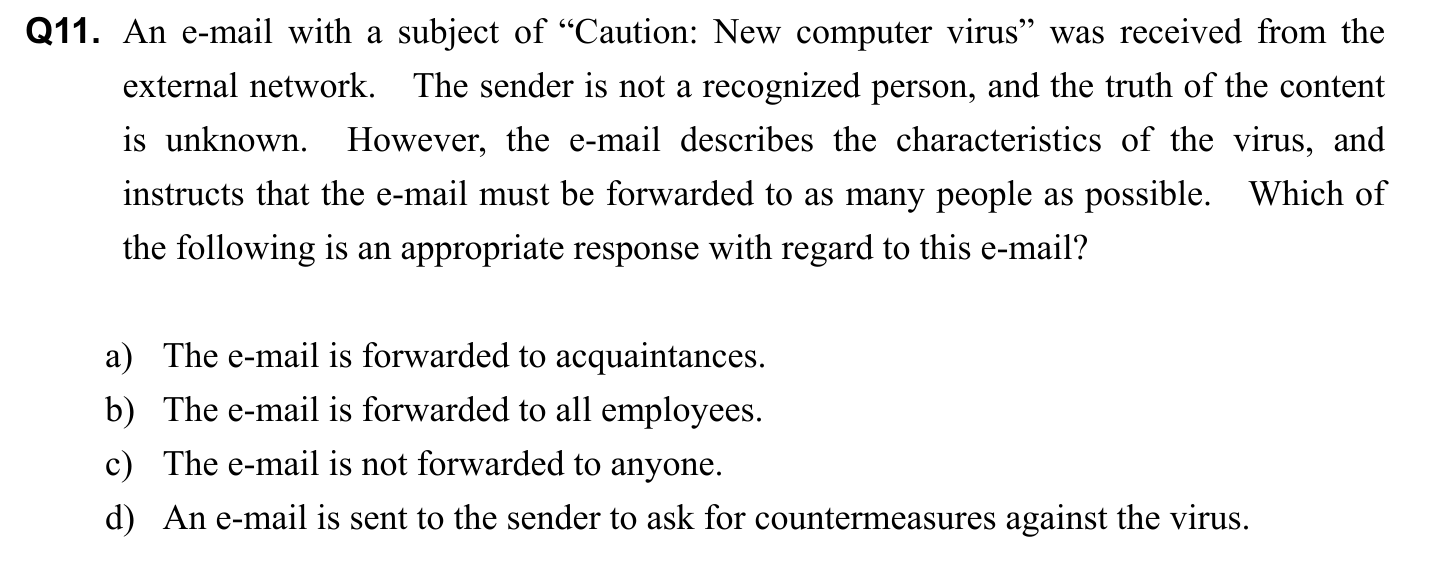 Q11. An e-mail with a subject of “Caution: New computer virus” was received from the
external network. The sender is not a recognized person, and the truth of the content
is unknown. However, the e-mail describes the characteristics of the virus, and
instructs that the e-mail must be forwarded to as many people as possible. Which of
the following is an appropriate response with regard to this e-mail?
a) The e-mail is forwarded to acquaintances.
b) The e-mail is forwarded to all employees.
c) The e-mail is not forwarded to anyone.
d) An e-mail is sent to the sender to ask for countermeasures against the virus.